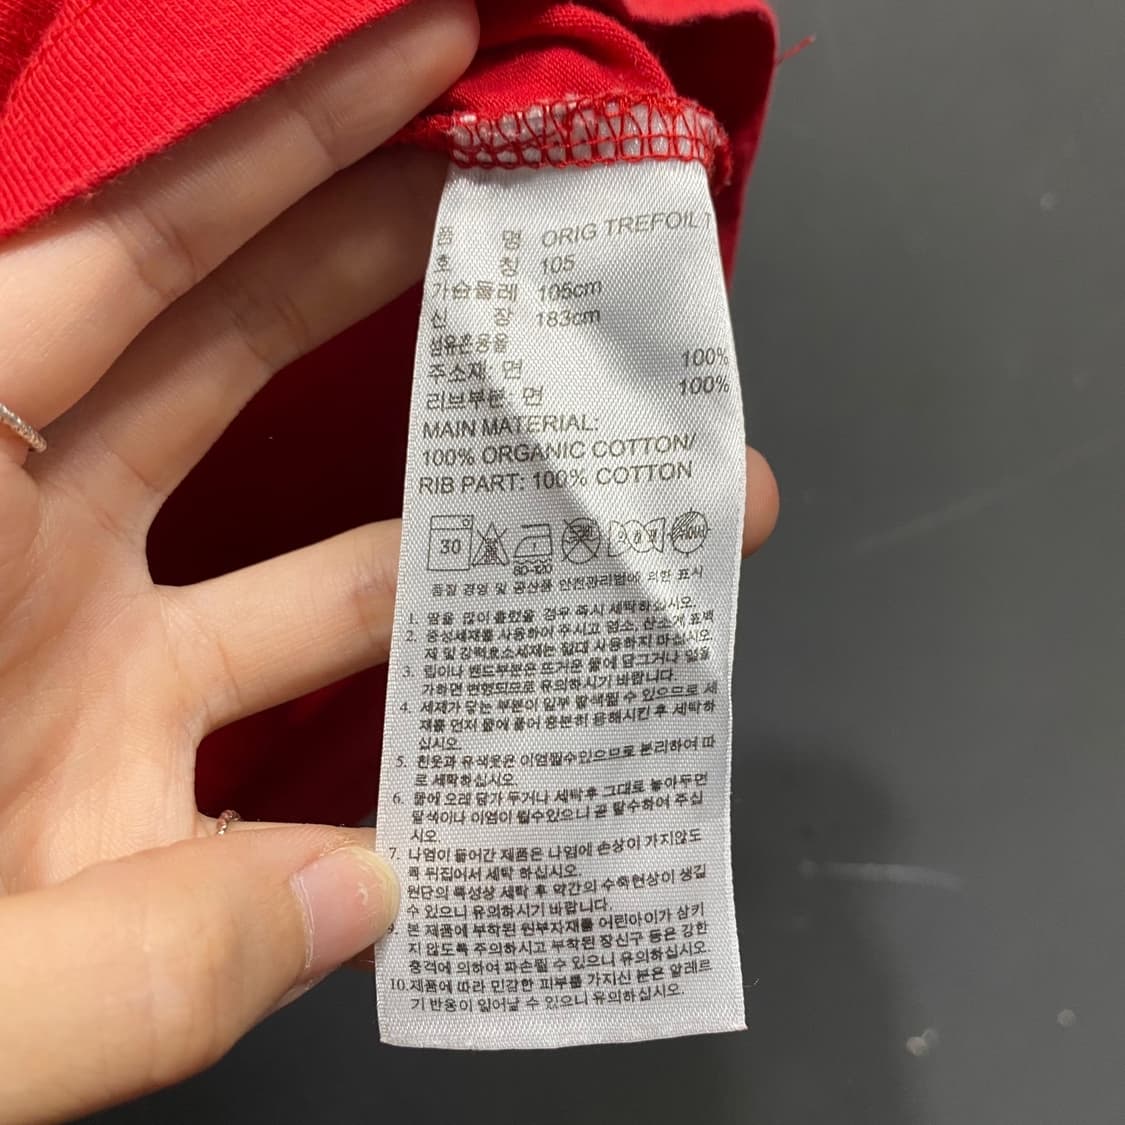 품 명 ORIG TREFOIL T
호 칭 105
가슴둘레 105cm
신 장 183cm
섬유혼용율
주소재 면 100%
리브부분 면 100%
MAIN MATERIAL:
100% ORGANIC COTTON/
RIB PART: 100% COTTON
30 80-120
품질 경영 및 공산품 안전관리법에 의한 표시
1. 땀을 많이 흘렸을 경우 즉시 세탁하십시오.
2. 중성세제를 사용하여 주시고 염소, 산소계 표백
제 및 강력효소세제는 절대 사용하지 마십시오.
3. 립이나 밴드부분은 뜨거운 물에 담그거나 힘을
가하면 변형되므로 유의하시기 바랍니다.
4. 세제가 닿는 부분이 일부 탈색될 수 있으므로 세
제를 먼저 물에 풀어 충분히 용해시킨 후 세탁하
십시오.
5. 흰옷과 유색옷은 이염될수있으므로 분리하여 따
로 세탁하십시오
6. 물에 오래 담가 두거나 세탁후 그대로 놓아두면
탈색이나 이염이 될수있으니 곧 탈수하여 주십
시오.
7. 나염이 들어간 제품은 나염에 손상이 가지않도
록 뒤집어서 세탁 하십시오.
원단의 특성상 세탁 후 약간의 수축현상이 생길
수 있으니 유의하시기 바랍니다.
9. 본 제품에 부착된 원부자재를 어린아이가 삼키
지 않도록 주의하시고 부착된 장신구 등은 강한
충격에 의하여 파손될 수 있으니 유의하십시오.
10.제품에 따라 민감한 피부를 가지신 분은 알레르
기 반응이 일어날 수 있으니 유의하십시오.